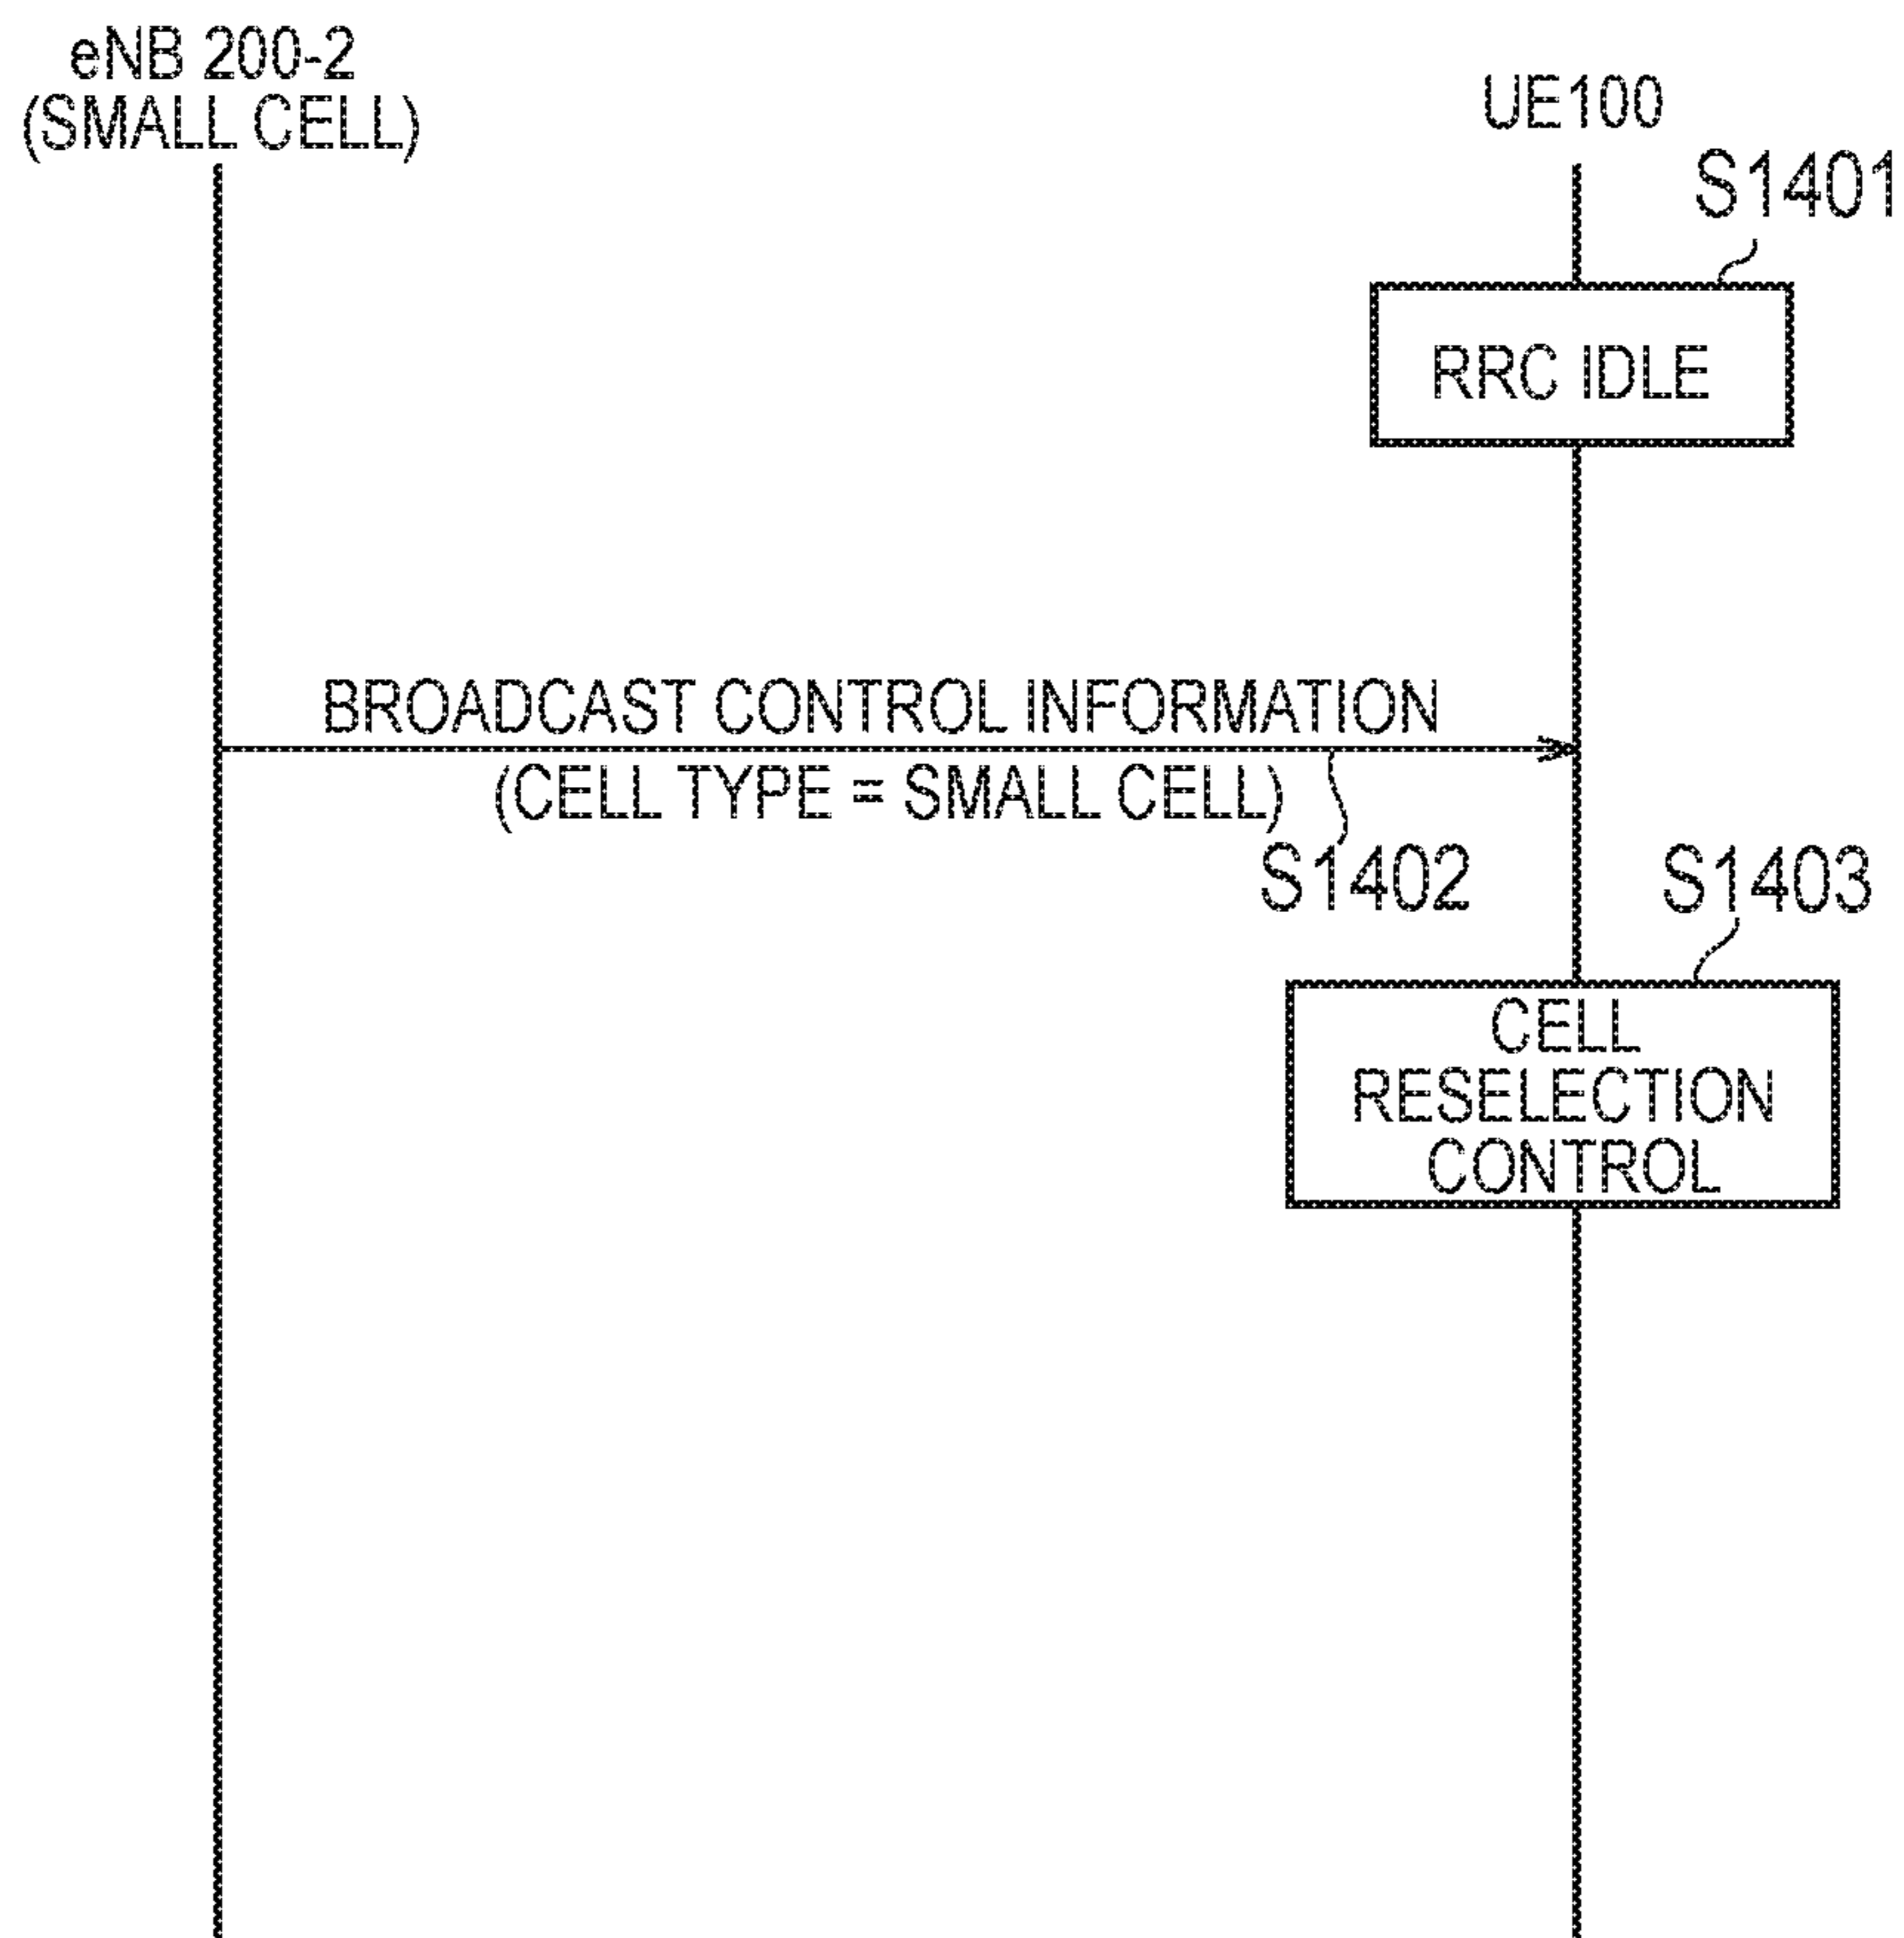 eNB 200-2
(SMALL CELL)
UE100
S1401
RRC IDLE
BROADCAST CONTROL INFORMATION
(CELL TYPE = SMALL CELL)
S1402
S1403
CELL
RESELECTION
CONTROL